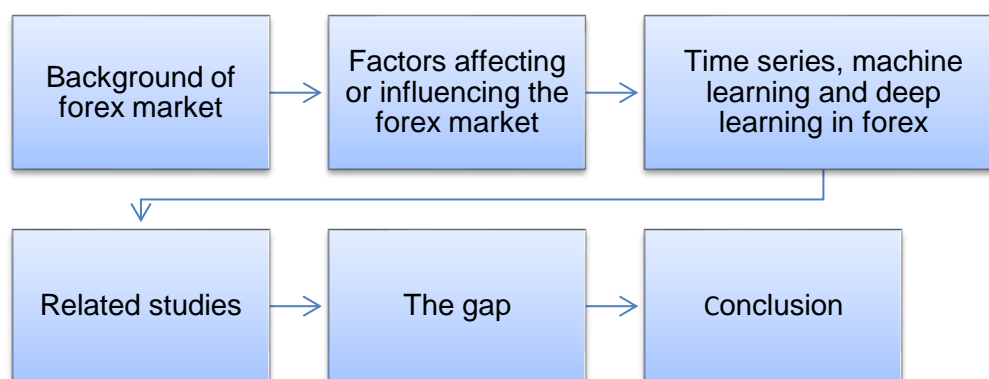 Background of
forex market
Factors affecting
or influencing the
forex market
Time series, machine
learning and deep
learning in forex
Related studies
The gap
Conclusion